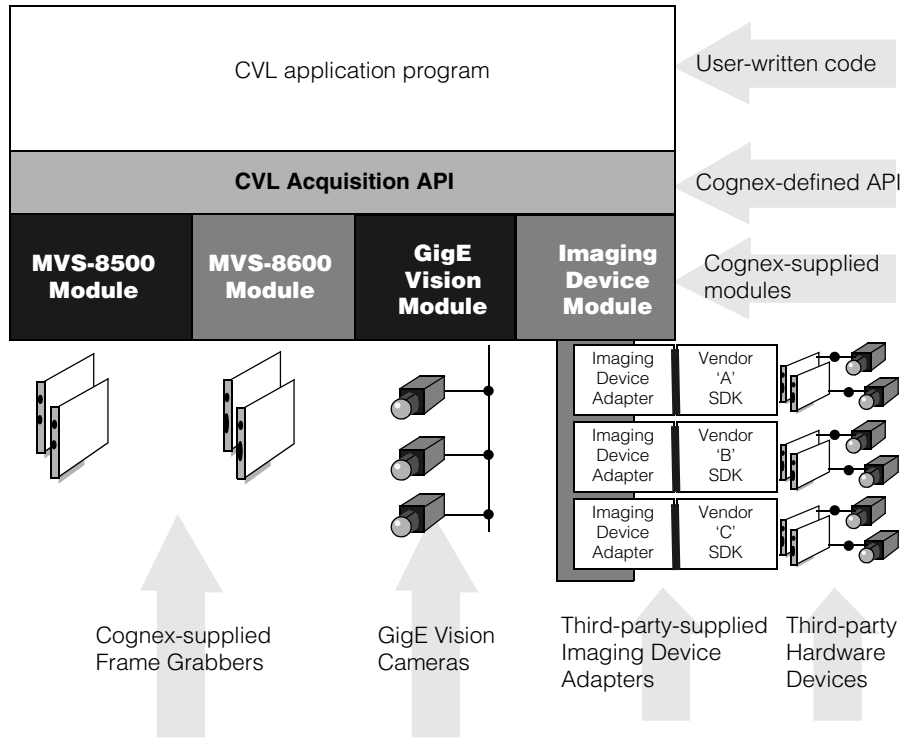 CVL application program
User-written code
CVL Acquisition API
Cognex-defined API
MVS-8500
Module
MVS-8600
Module
GigE
Vision
Module
Imaging
Device
Module
Cognex-supplied
modules
Imaging
Device
Adapter
Vendor
‘A’
SDK
Imaging
Device
Adapter
Vendor
‘B’
SDK
Imaging
Device
Adapter
Vendor
‘C’
SDK
Cognex-supplied
Frame Grabbers
GigE Vision
Cameras
Third-party-supplied
Imaging Device
Adapters
Third-party
Hardware
Devices